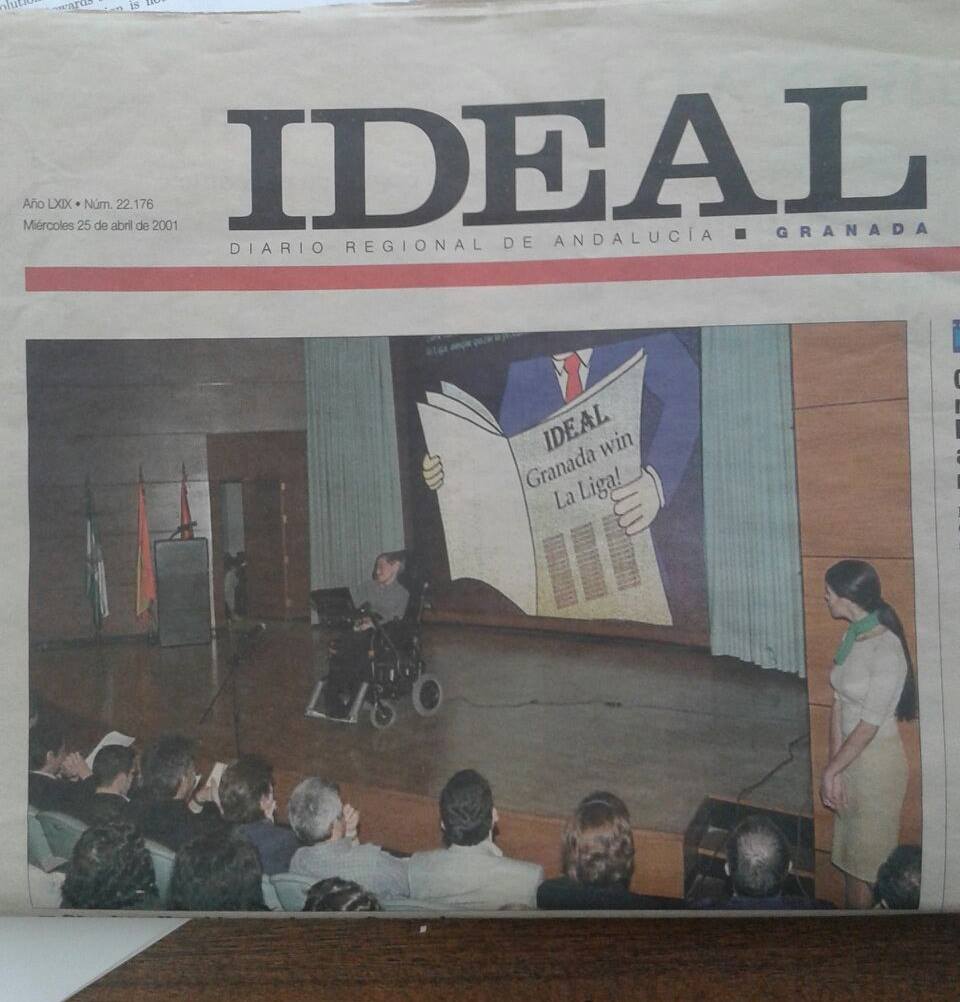 IDEAL
Año LXIX • Núm. 22.176
Miércoles 25 de abril de 2001
DIARIO REGIONAL DE ANDALUCÍA ■ GRANADA
IDEAL
Granada win
La Liga!